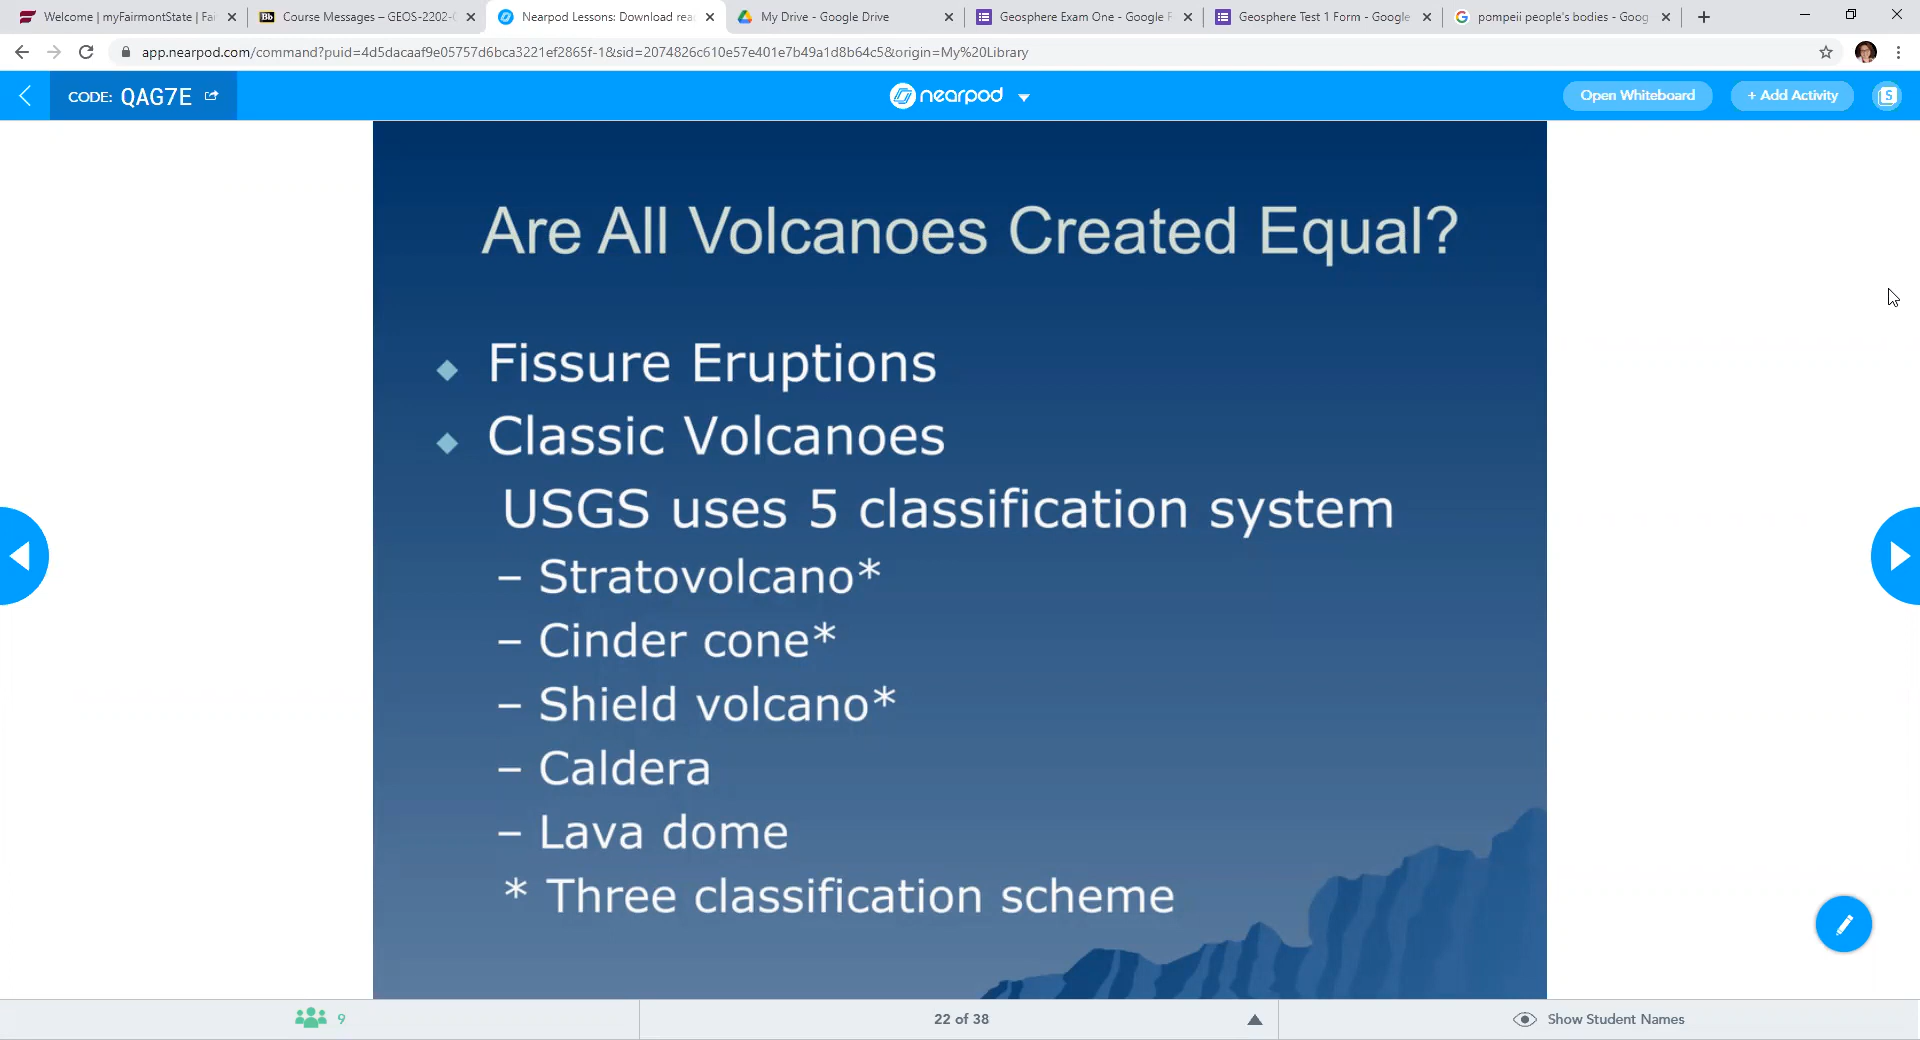 Welcome | myFairmontState | Fai
Bb Course Messages – GEOS-2202-
Nearpod Lessons: Download rea
My Drive - Google Drive
Geosphere Exam One - Google F
Geosphere Test 1 Form - Google
G pompeii people's bodies - Goog
app.nearpod.com/command?puid=4d5dacaaf9e05757d6bca3221ef2865f-1&sid=2074826c610e57e401e7b49a1d8b64c5&origin=My%20Library
CODE: QAG7E
nearpod
Open Whiteboard
+ Add Activity
S
Are All Volcanoes Created Equal?
Fissure Eruptions
Classic Volcanoes
USGS uses 5 classification system
– Stratovolcano*
– Cinder cone*
– Shield volcano*
– Caldera
– Lava dome
* Three classification scheme
9
22 of 38
Show Student Names